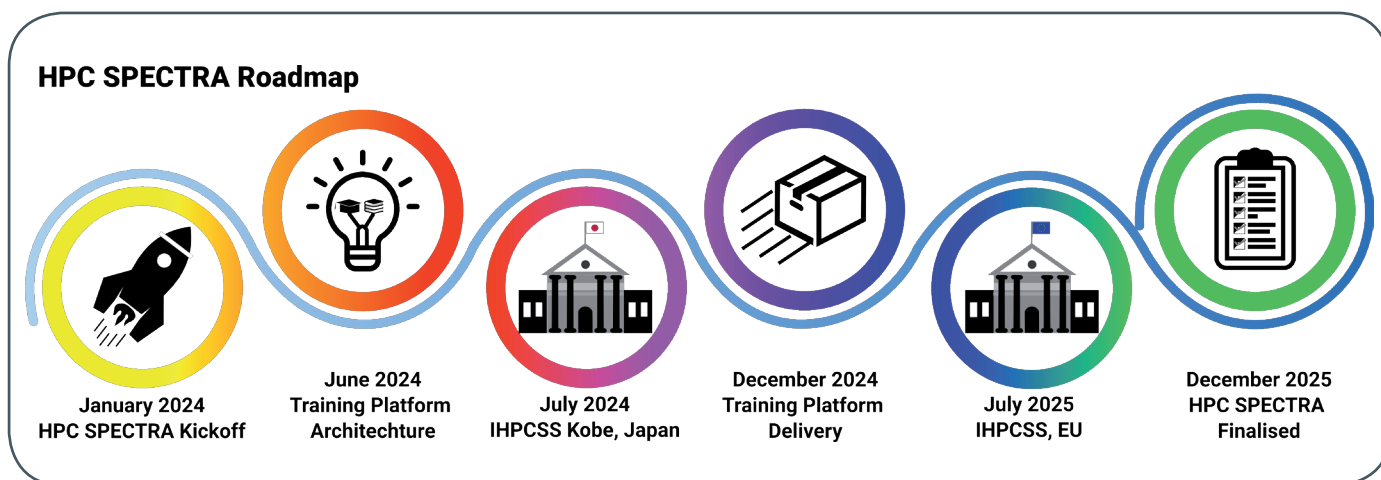 HPC SPECTRA Roadmap
January 2024
HPC SPECTRA Kickoff
June 2024
Training Platform
Architechture
July 2024
IHPCSS Kobe, Japan
December 2024
Training Platform
Delivery
July 2025
IHPCSS, EU
December 2025
HPC SPECTRA
Finalised